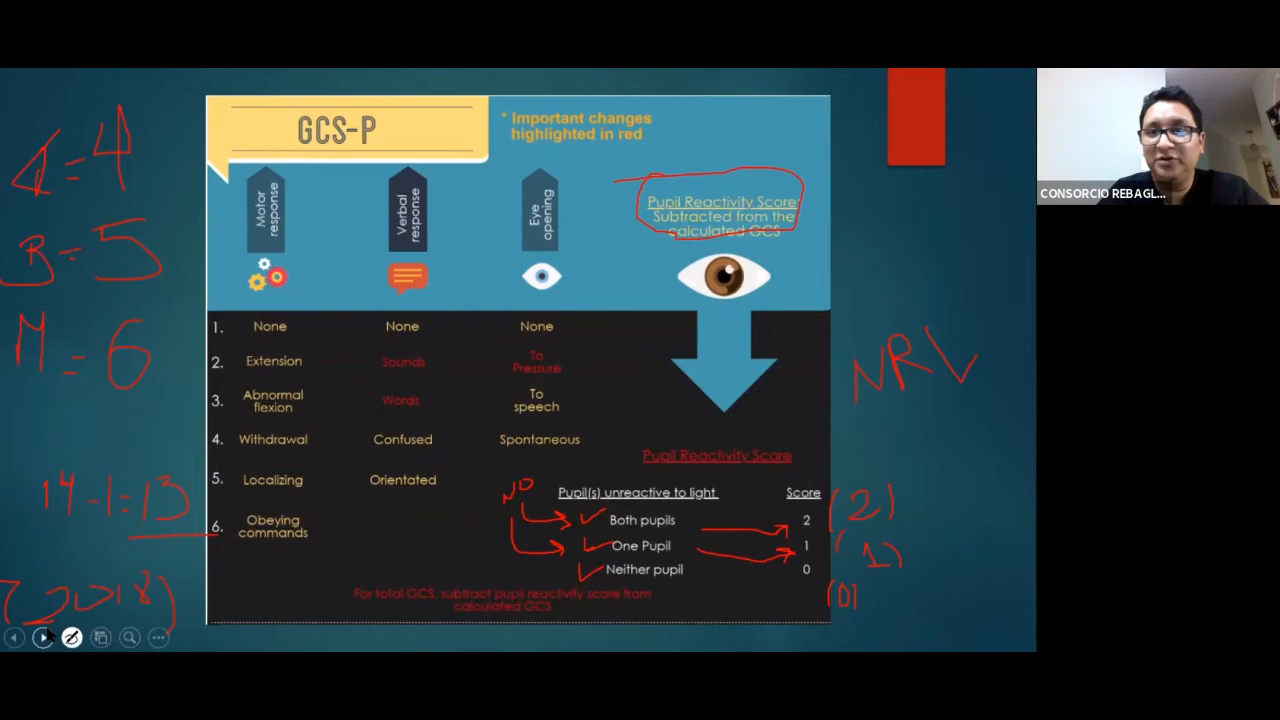 GCS-P
* Important changes
highlighted in red
Motor
response
Verbal
response
Eye
opening
Pupil Reactivity Score
Subtracted from the
calculated GCS
1. None None None
2. Extension Sounds To
Pressure
3. Abnormal
flexion Words To
speech
4. Withdrawal Confused Spontaneous
5. Localizing Orientated
6. Obeying
commands
Pupil Reactivity Score
Pupil(s) unreactive to light Score
Both pupils 2
One Pupil 1
Neither pupil 0
For total GCS, subtract pupil reactivity score from
calculated GCS
= 4
= 5
M = 6
14 - 1 = 13
(2018)
NO
NRV
(2)
( 1)
(0)
CONSORCIO REBAGL...